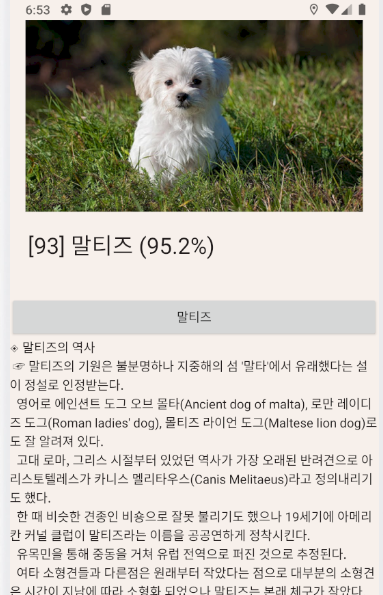 6:53
[93] 말티즈 (95.2%)
말티즈
◈ 말티즈의 역사
☞ 말티즈의 기원은 불분명하나 지중해의 섬 '말타'에서 유래했다는 설
이 정설로 인정받는다.
영어로 에인션트 도그 오브 몰타(Ancient dog of malta), 로만 레이디
즈 도그(Roman ladies' dog), 몰티즈 라이언 도그(Maltese lion dog)로
도 잘 알려져 있다.
고대 로마, 그리스 시절부터 있었던 역사가 가장 오래된 반려견으로 아
리스토텔레스가 카니스 멜리타우스(Canis Melitaeus)라고 정의내리기
도 했다.
한 때 비슷한 견종인 비숑으로 잘못 불리기도 했으나 19세기에 아메리
칸 커널 클럽이 말티즈라는 이름을 공공연하게 정착시킨다.
유목민을 통해 중동을 거쳐 유럽 전역으로 퍼진 것으로 추정된다.
여타 소형견들과 다른점은 원래부터 작았다는 점으로 대부분의 소형견
은 시간이 지남에 따라 소형화 되었으나 말티즈는 본래 체구가 작았다